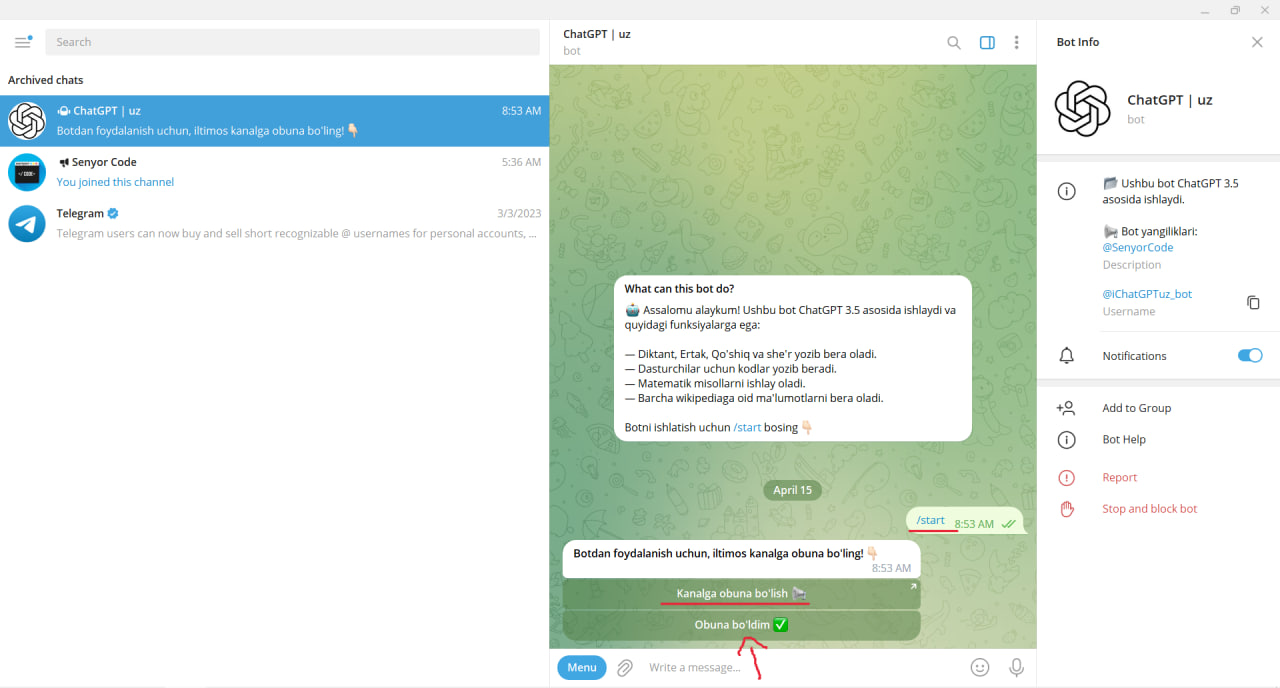 Search
Archived chats
ChatGPT | uz
8:53 AM
Botdan foydalanish uchun, iltimos kanalga obuna bo'ling! 👇🏻
Senyor Code
5:36 AM
You joined this channel
Telegram
3/3/2023
Telegram users can now buy and sell short recognizable @ usernames for personal accounts, ...
ChatGPT | uz
bot
What can this bot do?
🤖 Assalomu alaykum! Ushbu bot ChatGPT 3.5 asosida ishlaydi va
quyidagi funksiyalarga ega:
— Diktant, Ertak, Qo'shiq va she'r yozib bera oladi.
— Dasturchilar uchun kodlar yozib beradi.
— Matematik misollarni ishlay oladi.
— Barcha wikipediaga oid ma'lumotlarni bera oladi.
Botni ishlatish uchun /start bosing 👇🏻
April 15
/start
8:53 AM
Botdan foydalanish uchun, iltimos kanalga obuna bo'ling! 👇🏻
8:53 AM
Kanalga obuna bo'lish 📢
Obuna bo'ldim ✅
Menu
Write a message...
Bot Info
ChatGPT | uz
bot
📂 Ushbu bot ChatGPT 3.5
asosida ishlaydi.
📢 Bot yangiliklari:
@SenyorCode
Description
@iChatGPTuz_bot
Username
Notifications
Add to Group
Bot Help
Report
Stop and block bot